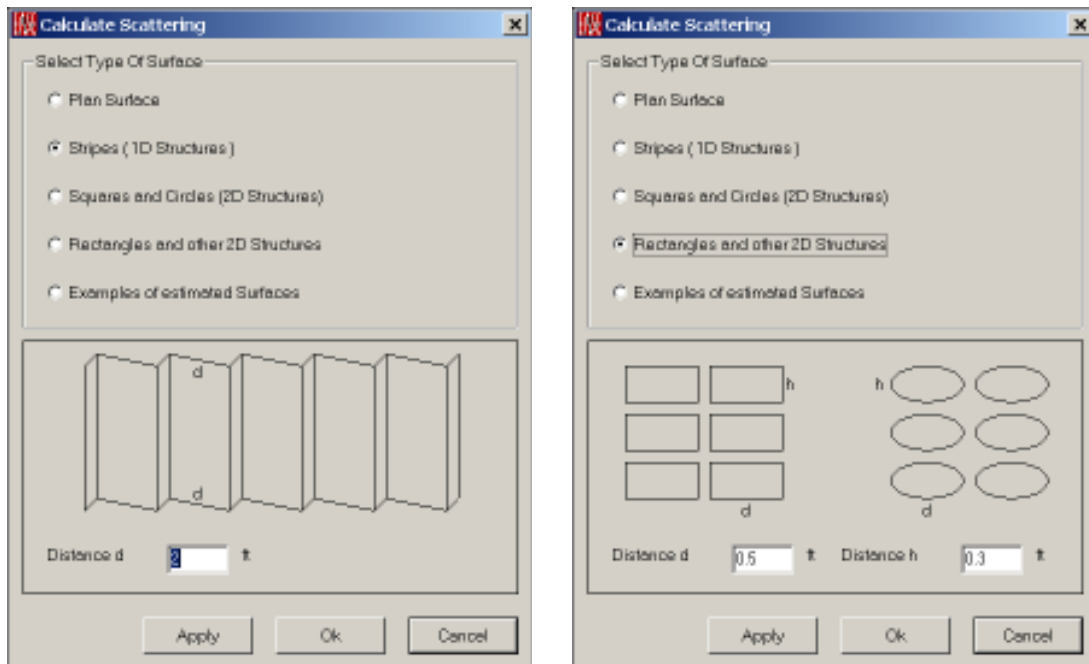 Calculate Scattering
Select Type Of Surface
Plan Surface
Stripes ( 1D Structures )
Squares and Circles (2D Structures)
Rectangles and other 2D Structures
Examples of estimated Surfaces
d
d
Distance d 2 ft
Apply Ok Cancel
Calculate Scattering
Select Type Of Surface
Plan Surface
Stripes ( 1D Structures )
Squares and Circles (2D Structures)
Rectangles and other 2D Structures
Examples of estimated Surfaces
h h
d d
Distance d 0.5 ft Distance h 0.3 ft
Apply Ok Cancel